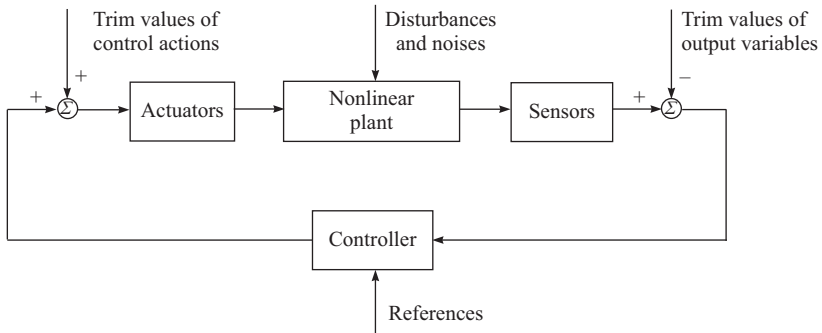 Trim values of
control actions
Disturbances
and noises
Trim values of
output variables
+
+
Σ
Actuators
Nonlinear
plant
Sensors
+
−
Σ
Controller
References